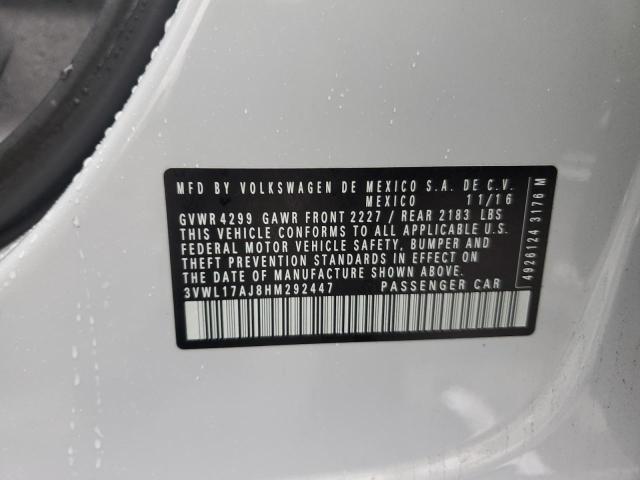 MFD BY VOLKSWAGEN DE MEXICO S.A. DE C.V.
MEXICO 11/16
GVWR 4299 GAWR FRONT 2227 / REAR 2183 LBS
THIS VEHICLE CONFORMS TO ALL APPLICABLE U.S.
FEDERAL MOTOR VEHICLE SAFETY, BUMPER AND
THEFT PREVENTION STANDARDS IN EFFECT ON
THE DATE OF MANUFACTURE SHOWN ABOVE.
3VWL17AJ8HM292447 PASSENGER CAR
4926124 3176 M